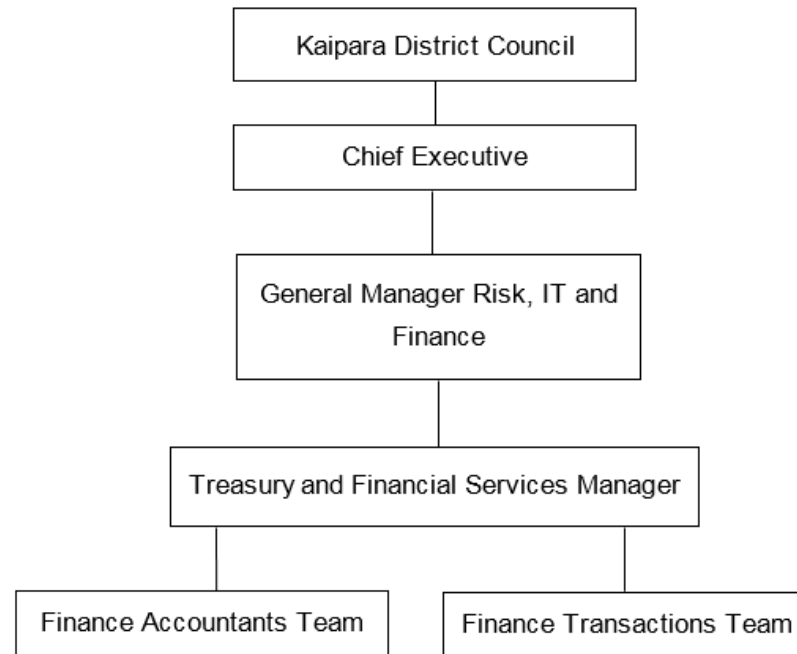 Kaipara District Council
Chief Executive
General Manager Risk, IT and
Finance
Treasury and Financial Services Manager
Finance Accountants Team
Finance Transactions Team